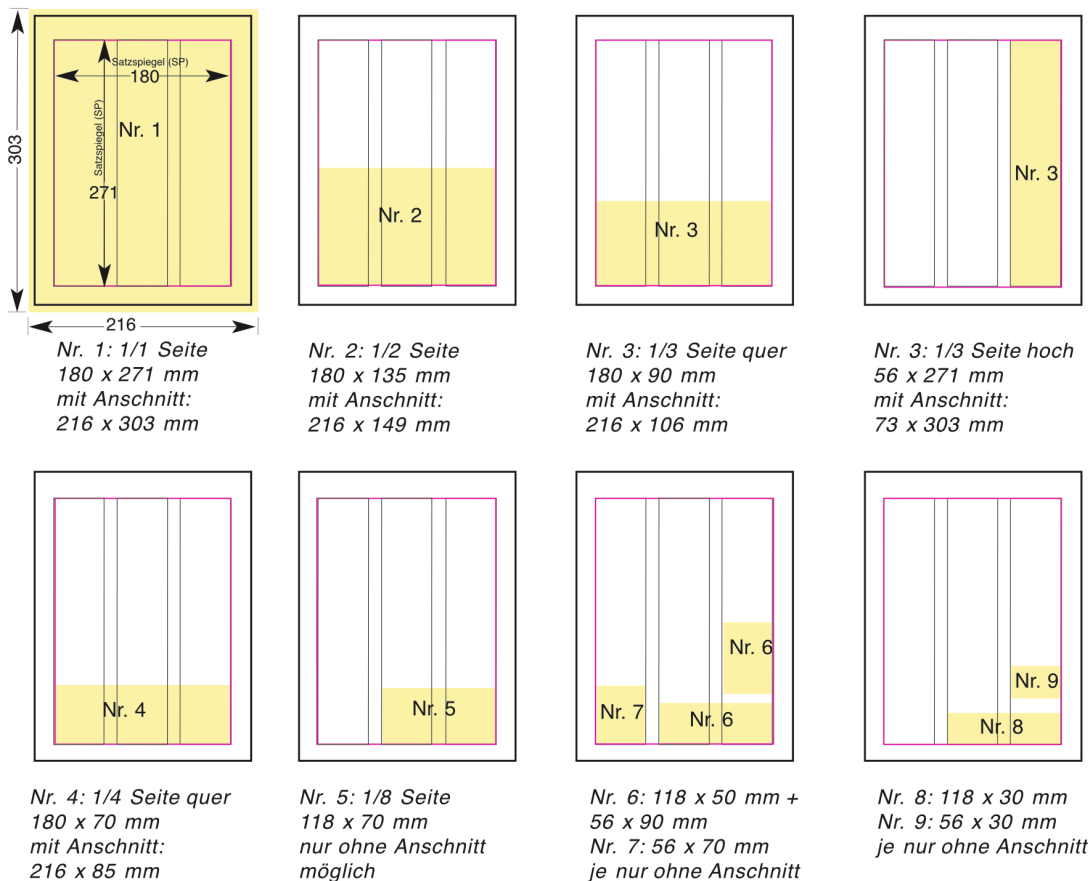 Satzspiegel (SP)
180
Satzspiegel (SP)
Nr. 1
303
271
216
Nr. 2
Nr. 3
Nr. 3
Nr. 1: 1/1 Seite
180 x 271 mm
mit Anschnitt:
216 x 303 mm
Nr. 2: 1/2 Seite
180 x 135 mm
mit Anschnitt:
216 x 149 mm
Nr. 3: 1/3 Seite quer
180 x 90 mm
mit Anschnitt:
216 x 106 mm
Nr. 3: 1/3 Seite hoch
56 x 271 mm
mit Anschnitt:
73 x 303 mm
Nr. 4
Nr. 5
Nr. 6
Nr. 7
Nr. 6
Nr. 9
Nr. 8
Nr. 4: 1/4 Seite quer
180 x 70 mm
mit Anschnitt:
216 x 85 mm
Nr. 5: 1/8 Seite
118 x 70 mm
nur ohne Anschnitt
möglich
Nr. 6: 118 x 50 mm +
56 x 90 mm
Nr. 7: 56 x 70 mm
je nur ohne Anschnitt
Nr. 8: 118 x 30 mm
Nr. 9: 56 x 30 mm
je nur ohne Anschnitt